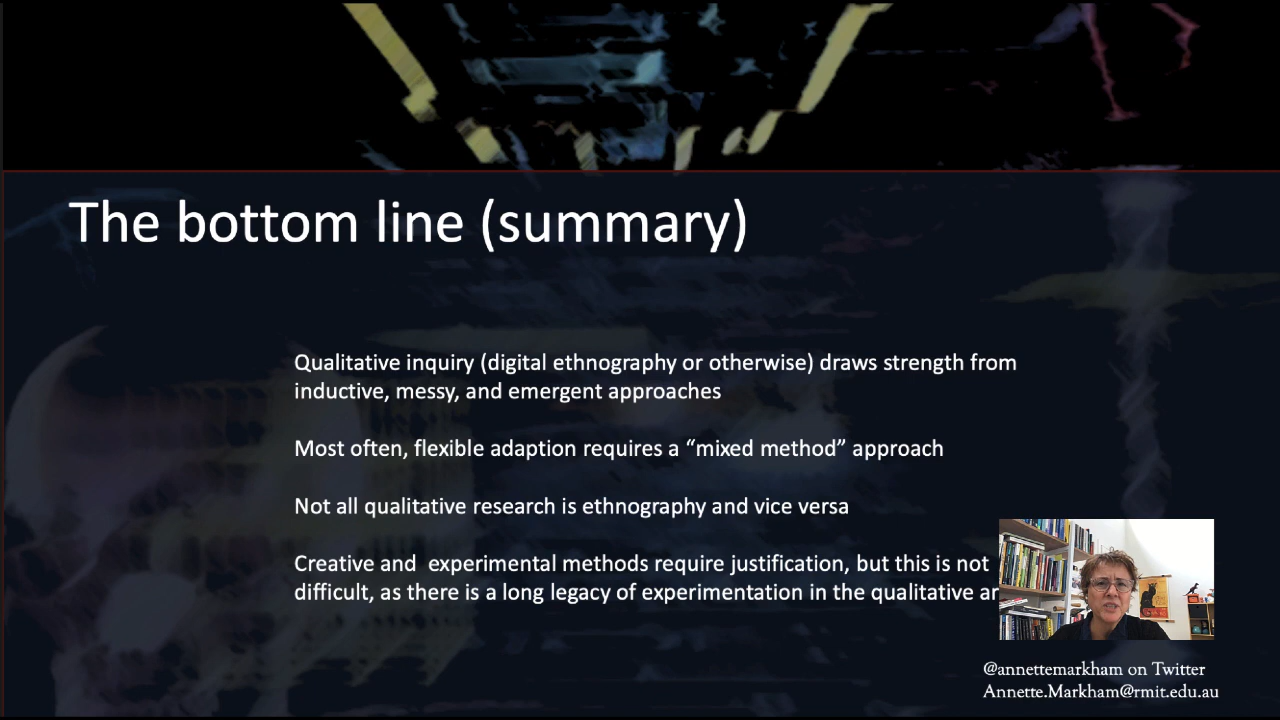 The bottom line (summary)
Qualitative inquiry (digital ethnography or otherwise) draws strength from
inductive, messy, and emergent approaches
Most often, flexible adaption requires a “mixed method” approach
Not all qualitative research is ethnography and vice versa
Creative and  experimental methods require justification, but this is not
difficult, as there is a long legacy of experimentation in the qualitative
@annettemarkham on Twitter
Annette.Markham@rmit.edu.au